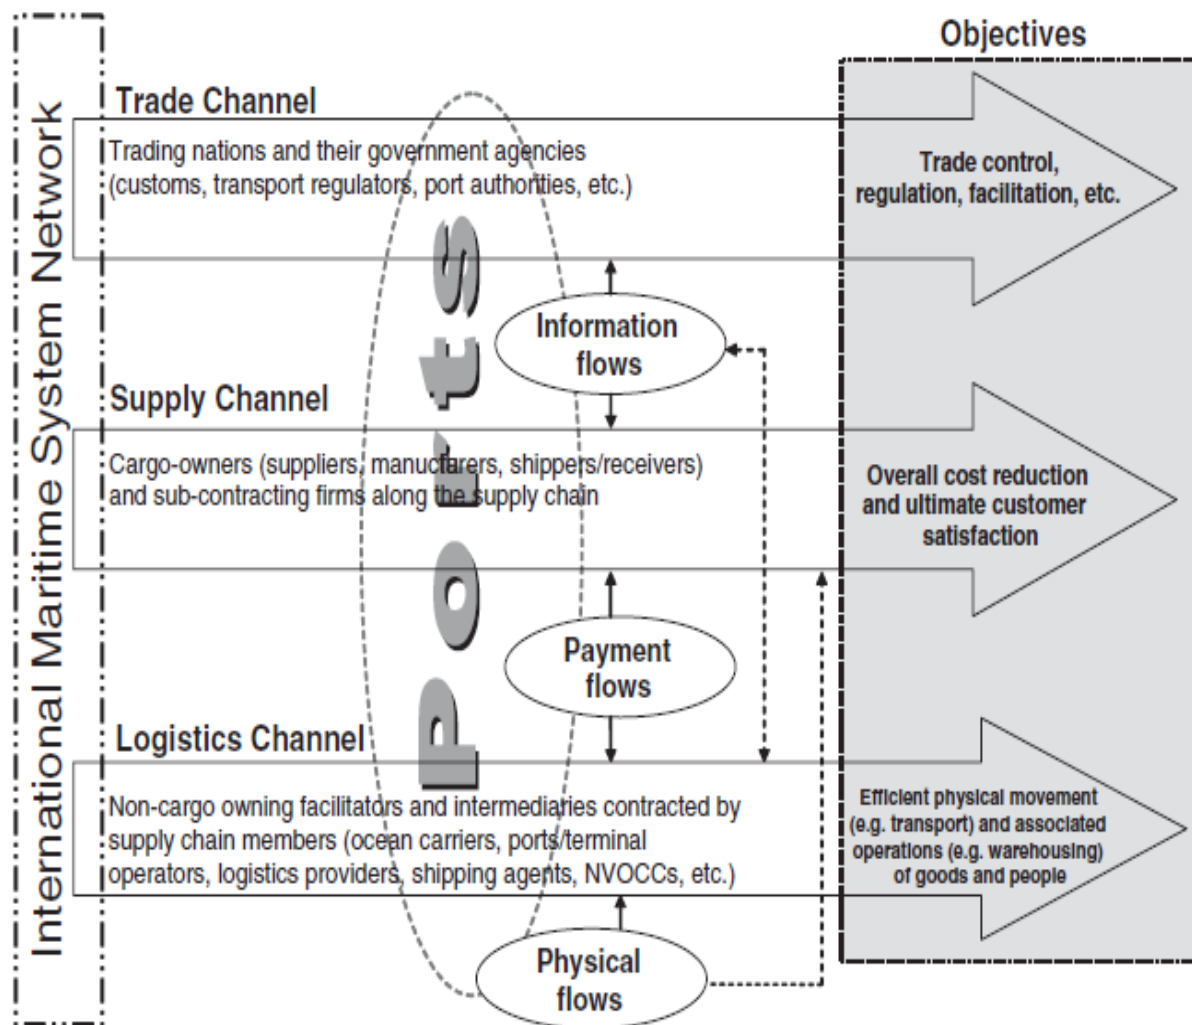 Objectives
International Maritime System Network
Trade Channel
Trading nations and their government agencies
(customs, transport regulators, port authorities, etc.)
Trade control,
regulation, facilitation, etc.
Ports
Information
flows
Supply Channel
Cargo-owners (suppliers, manucfarers, shippers/receivers)
and sub-contracting firms along the supply chain
Overall cost reduction
and ultimate customer
satisfaction
Payment
flows
Logistics Channel
Non-cargo owning facilitators and intermediaries contracted by
supply chain members (ocean carriers, ports/terminal
operators, logistics providers, shipping agents, NVOCCs, etc.)
Efficient physical movement
(e.g. transport) and associated
operations (e.g. warehousing)
of goods and people
Physical
flows